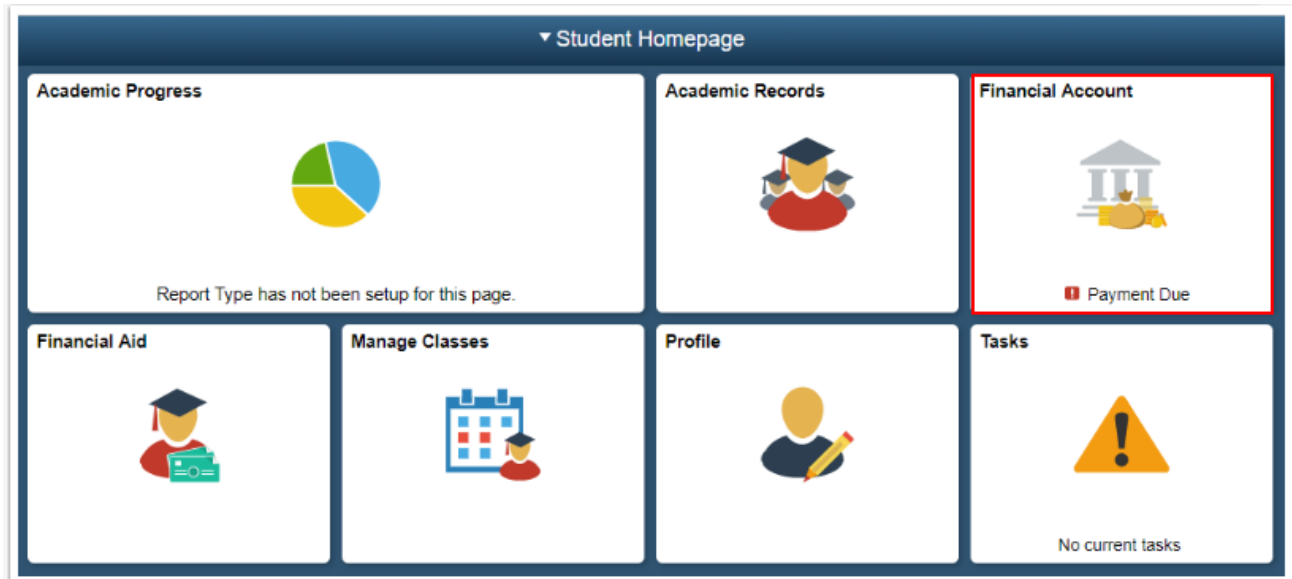 Student Homepage
Academic Progress
Report Type has not been setup for this page.
Academic Records
Financial Account
Payment Due
Financial Aid
Manage Classes
Profile
Tasks
No current tasks